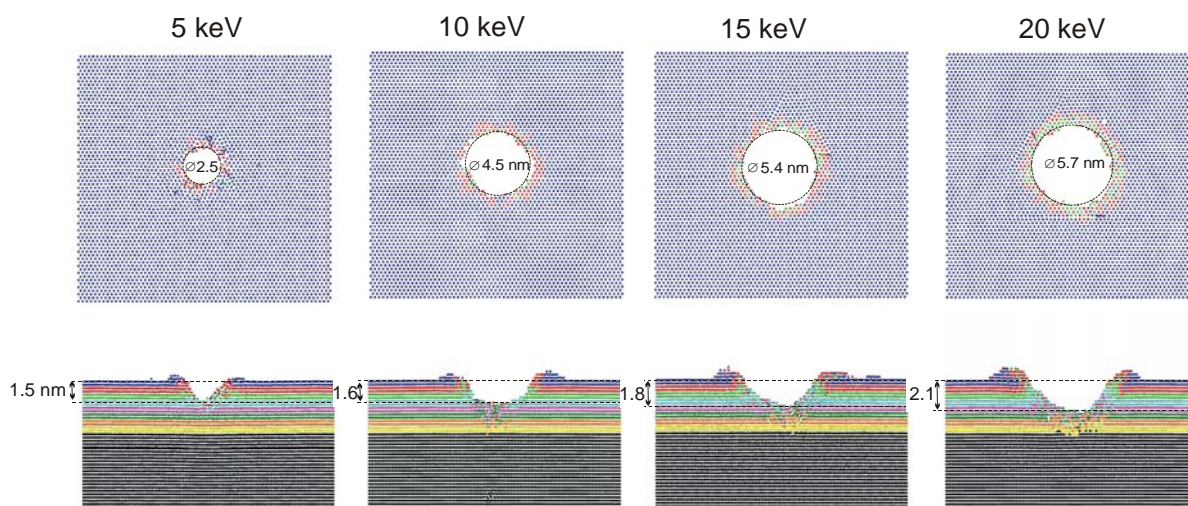 5 keV
10 keV
15 keV
20 keV
⌀2.5
⌀4.5 nm
⌀5.4 nm
⌀5.7 nm
1.5 nm
1.6
1.8
2.1